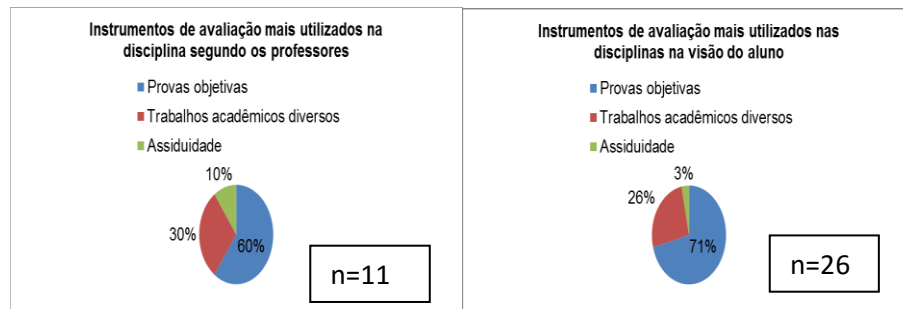 Instrumentos de avaliação mais utilizados na
disciplina segundo os professores
Provas objetivas
Trabalhos acadêmicos diversos
Assiduidade
10%
30%
60%
n=11
Instrumentos de avaliação mais utilizados nas
disciplinas na visão do aluno
Provas objetivas
Trabalhos acadêmicos diversos
Assiduidade
3%
26%
71%
n=26